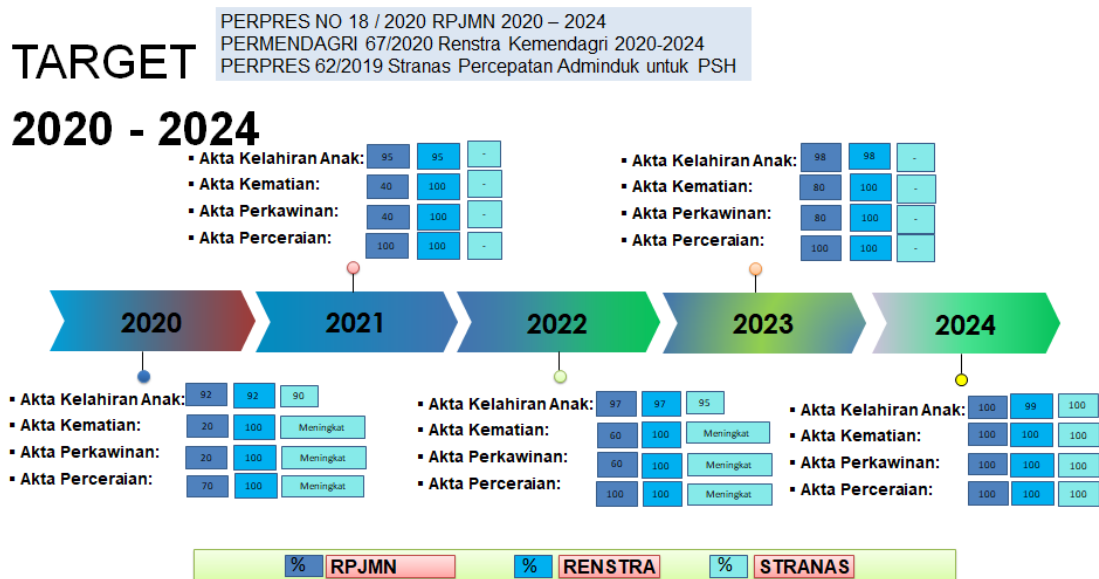 TARGET
2020 - 2024
PERPRES NO 18 / 2020 RPJMN 2020 – 2024
PERMENDAGRI 67/2020 Renstra Kemendagri 2020-2024
PERPRES 62/2019 Stranas Percepatan Adminduk untuk PSH
▪ Akta Kelahiran Anak: 95 95 -
▪ Akta Kematian: 40 100 -
▪ Akta Perkawinan: 40 100 -
▪ Akta Perceraian: 100 100 -
▪ Akta Kelahiran Anak: 98 98 -
▪ Akta Kematian: 80 100 -
▪ Akta Perkawinan: 80 100 -
▪ Akta Perceraian: 100 100 -
2020 2021 2022 2023 2024
▪ Akta Kelahiran Anak: 92 92 90
▪ Akta Kematian: 20 100 Meningkat
▪ Akta Perkawinan: 20 100 Meningkat
▪ Akta Perceraian: 70 100 Meningkat
▪ Akta Kelahiran Anak: 97 97 95
▪ Akta Kematian: 60 100 Meningkat
▪ Akta Perkawinan: 60 100 Meningkat
▪ Akta Perceraian: 100 100 Meningkat
▪ Akta Kelahiran Anak: 100 99 100
▪ Akta Kematian: 100 100 100
▪ Akta Perkawinan: 100 100 100
▪ Akta Perceraian: 100 100 100
% RPJMN % RENSTRA % STRANAS